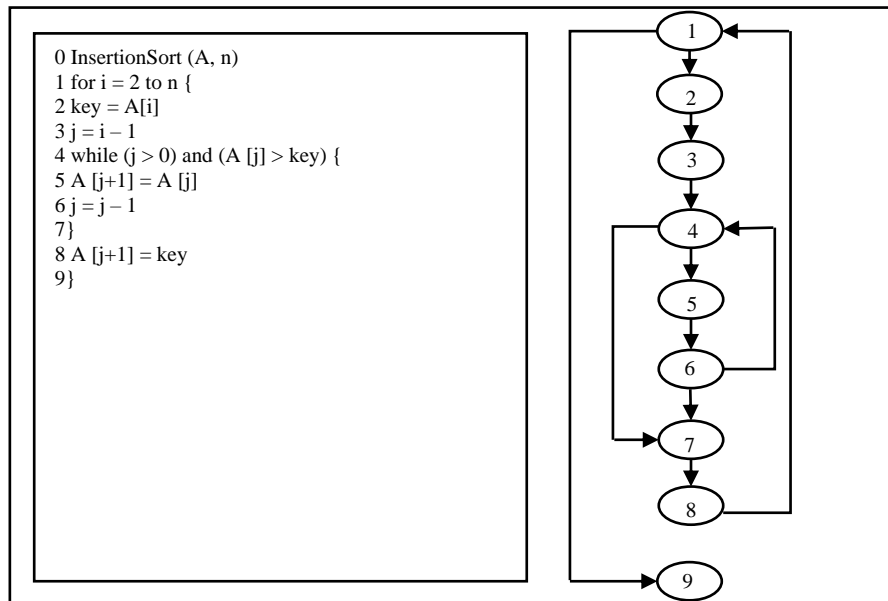 0 InsertionSort (A, n)
1 for i = 2 to n {
2 key = A[i]
3 j = i – 1
4 while (j > 0) and (A [j] > key) {
5 A [j+1] = A [j]
6 j = j – 1
7}
8 A [j+1] = key
9}
1
2
3
4
5
6
7
8
9